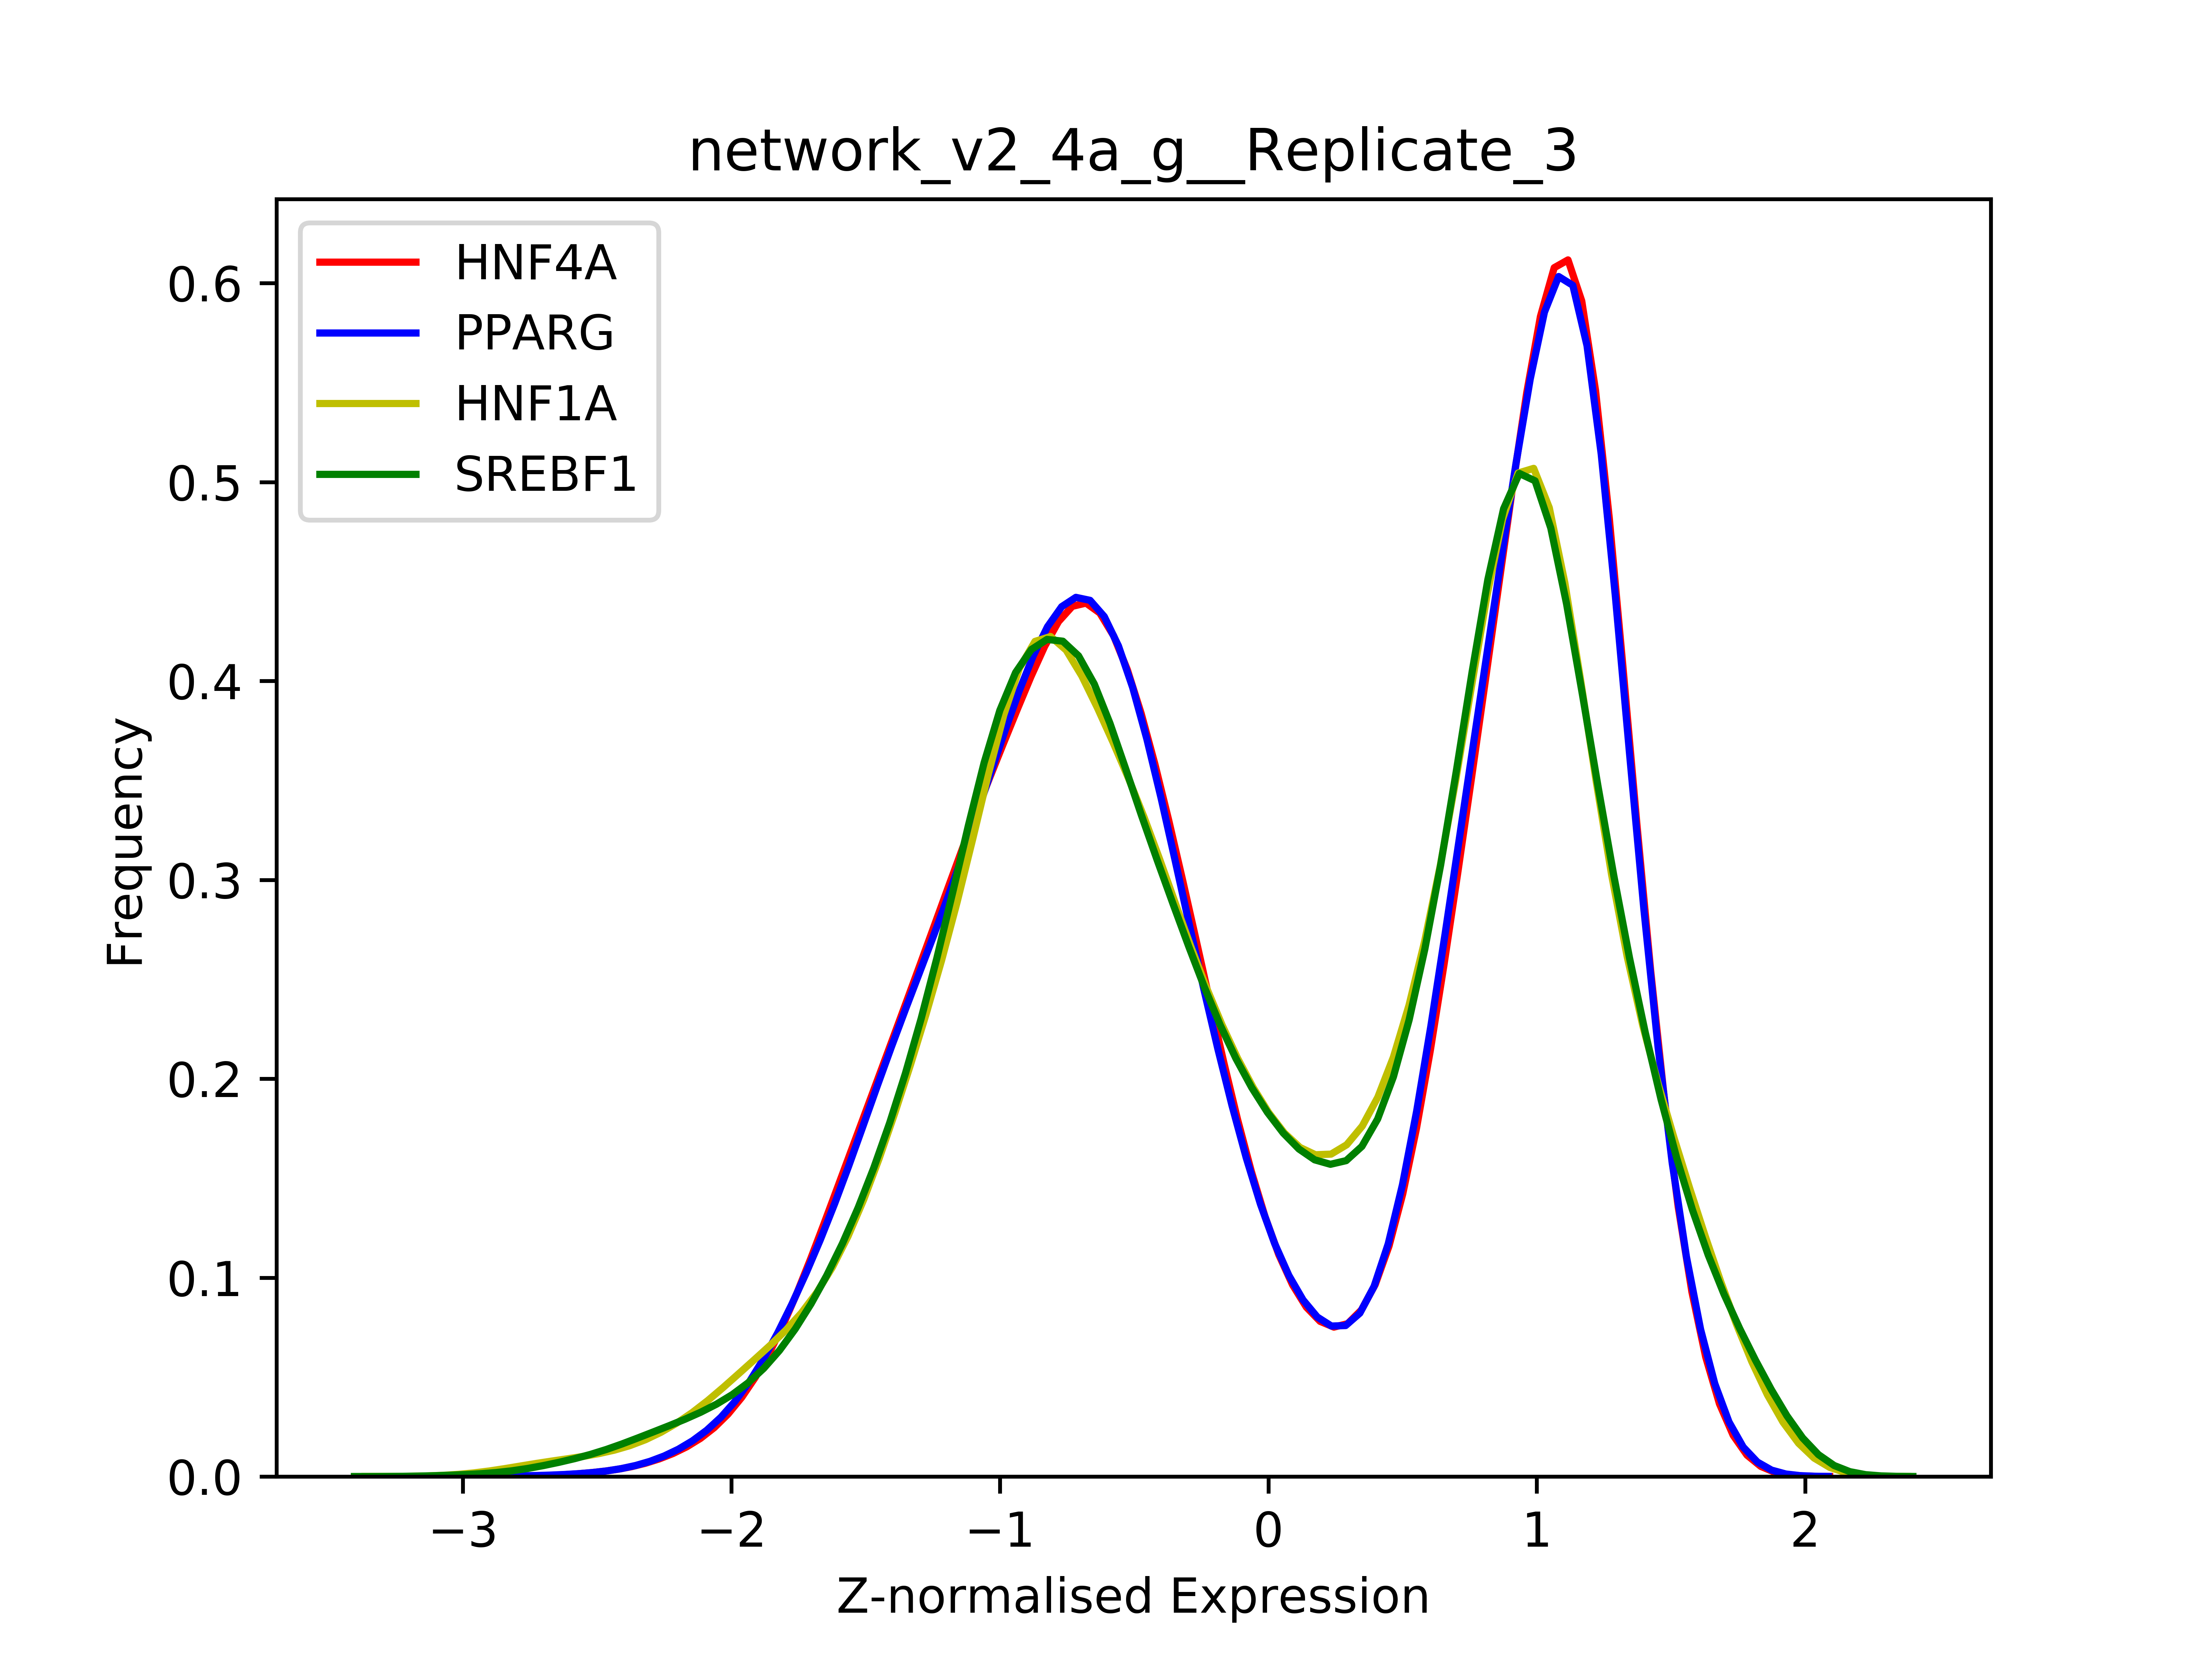 network_v2_4a_g__Replicate_3
HNF4A
PPARG
HNF1A
SREBF1
0.6
0.5
0.4
0.3
0.2
0.1
0.0
Frequency
−3 −2 −1 0 1 2
Z-normalised Expression